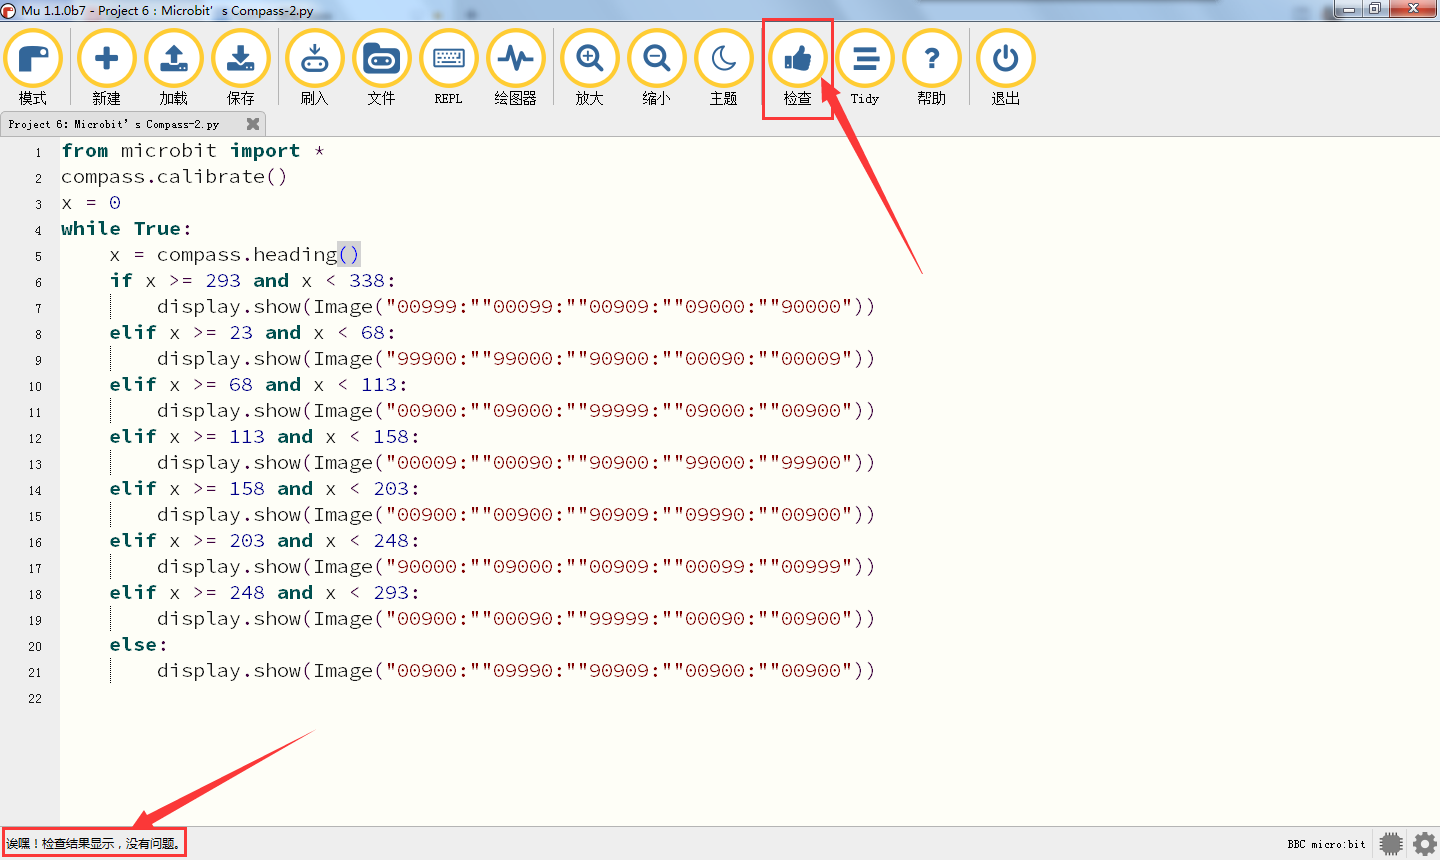 Mu 1.1.0b7 - Project 6：Microbit’s Compass-2.py
模式 新建 加载 保存 刷入 文件 REPL 绘图器 放大 缩小 主题 检查 Tidy 帮助 退出
Project 6：Microbit’s Compass-2.py
1 from microbit import *
2 compass.calibrate()
3 x = 0
4 while True:
5 x = compass.heading()
6 if x >= 293 and x < 338:
7 display.show(Image("00999:""00099:""00909:""09000:""90000"))
8 elif x >= 23 and x < 68:
9 display.show(Image("99900:""99000:""90900:""00090:""00009"))
10 elif x >= 68 and x < 113:
11 display.show(Image("00900:""09000:""99999:""09000:""00900"))
12 elif x >= 113 and x < 158:
13 display.show(Image("00009:""00090:""90900:""99000:""99900"))
14 elif x >= 158 and x < 203:
15 display.show(Image("00900:""00900:""90909:""09990:""00900"))
16 elif x >= 203 and x < 248:
17 display.show(Image("90000:""09000:""00909:""00099:""00999"))
18 elif x >= 248 and x < 293:
19 display.show(Image("00900:""00090:""99999:""00090:""00900"))
20 else:
21 display.show(Image("00900:""09990:""90909:""00900:""00900"))
22
诶嘿！检查结果显示，没有问题。
BBC micro:bit